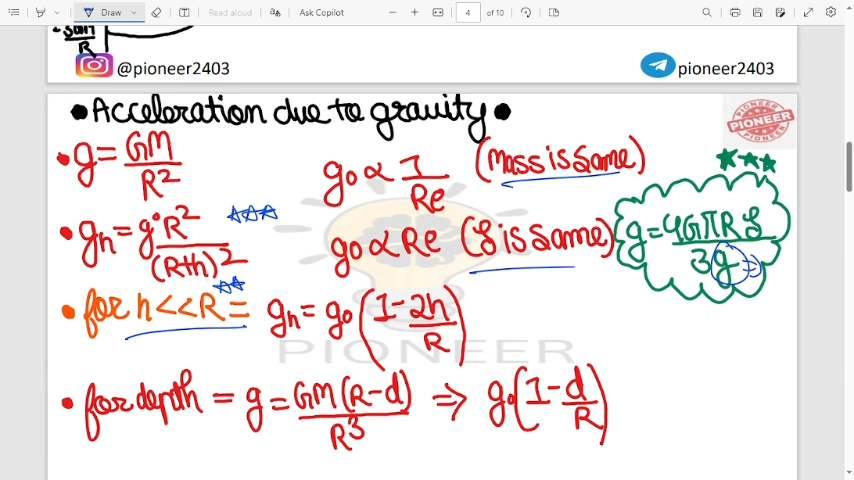 Draw
Read aloud
Ask Copilot
4 of 10
R
@pioneer2403
pioneer2403
• Acceleration due to gravity •
PIONEER
• g = GM/R²
g₀ ∝ 1/Re (Mass is Same)
• gh = g₀R²/(R+h)²
g₀ ∝ Re (ρ is Same)
g = 4GπRρ/3g
• for h << R = gh = g₀(1 - 2h/R)
PIONEER
• for depth = g = GM(R-d)/R³ ⇒ g₀(1 - d/R)